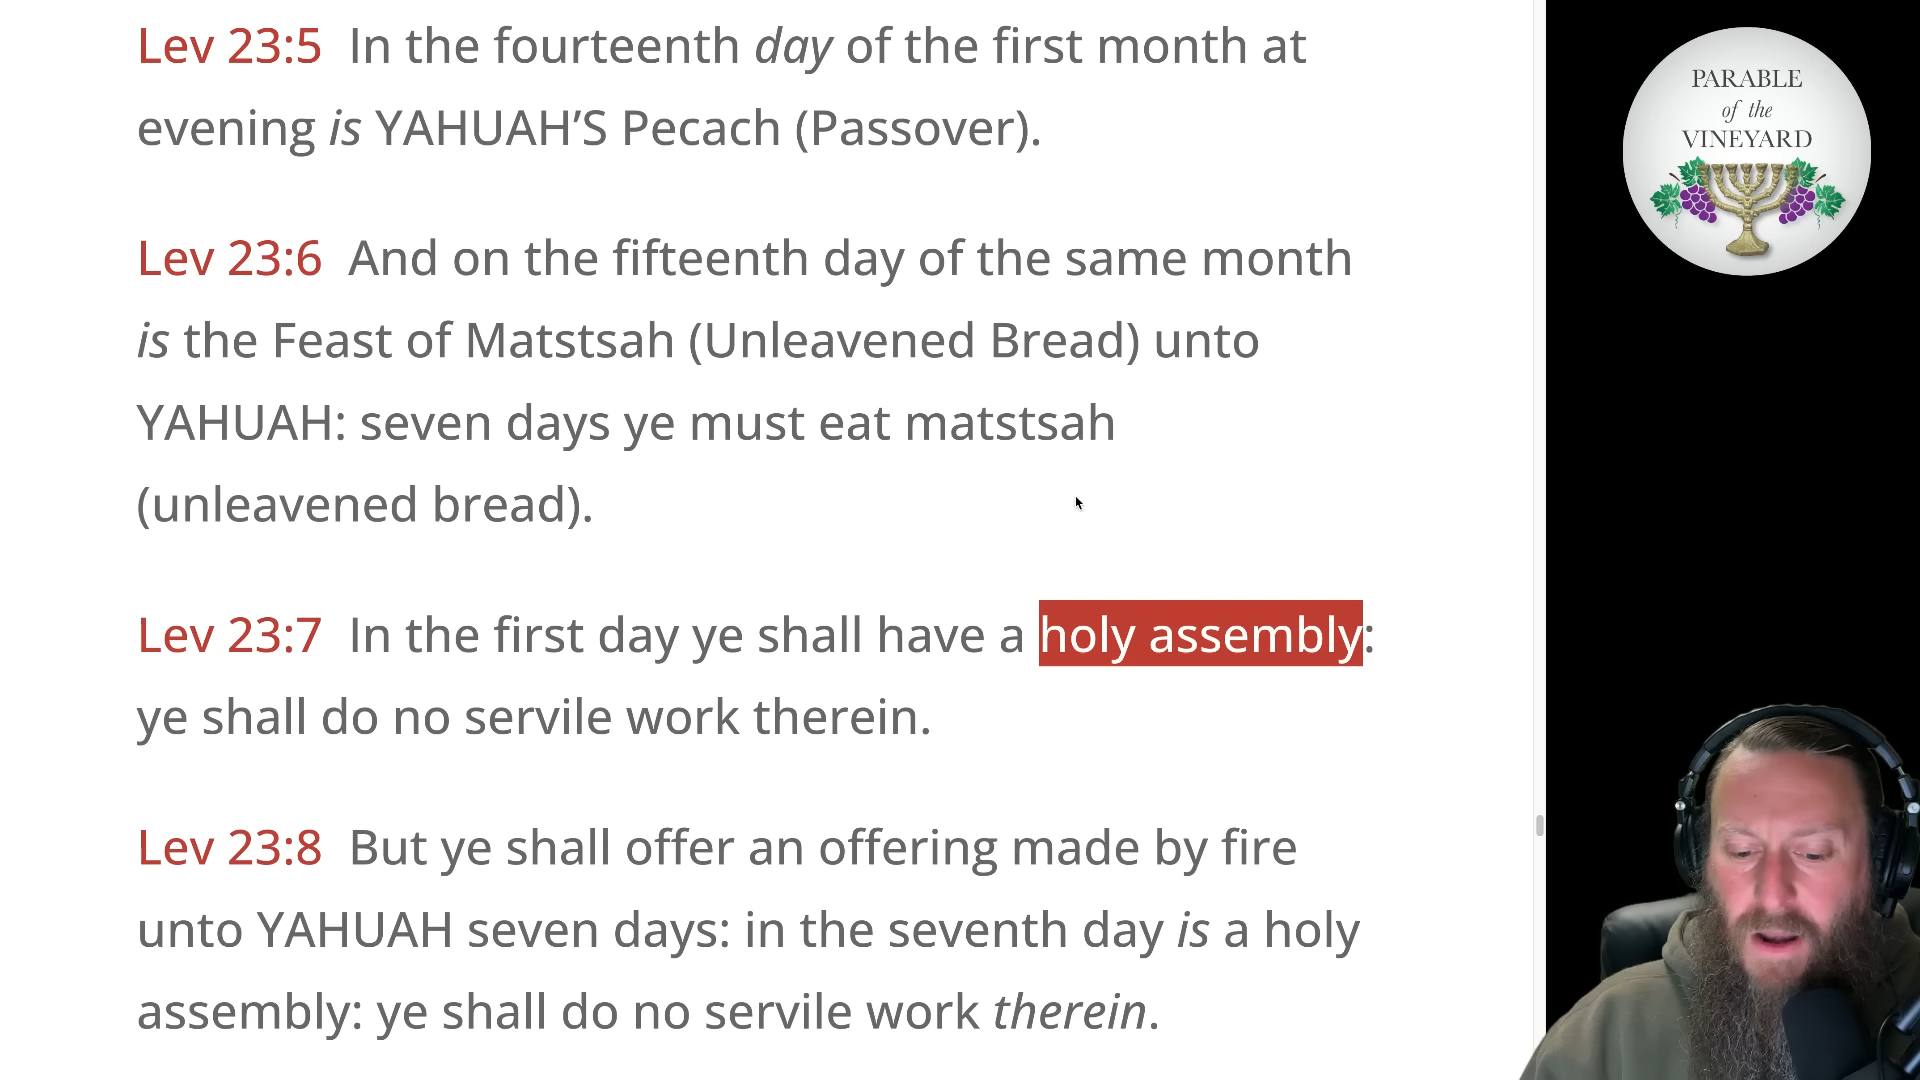 Lev 23:5 In the fourteenth day of the first month at
evening is YAHUAH’S Pecach (Passover).
Lev 23:6 And on the fifteenth day of the same month
is the Feast of Matstsah (Unleavened Bread) unto
YAHUAH: seven days ye must eat matstsah
(unleavened bread).
Lev 23:7 In the first day ye shall have a holy assembly:
ye shall do no servile work therein.
Lev 23:8 But ye shall offer an offering made by fire
unto YAHUAH seven days: in the seventh day is a holy
assembly: ye shall do no servile work therein.
PARABLE
of the
VINEYARD